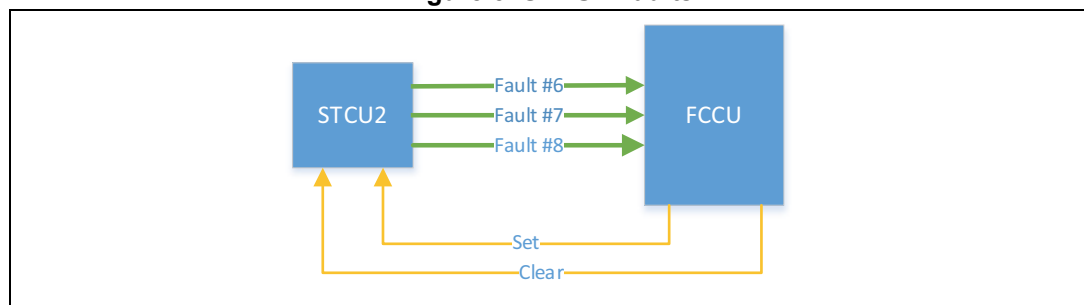 Fault #6
STCU2
Fault #7
FCCU
Fault #8
Set
Clear